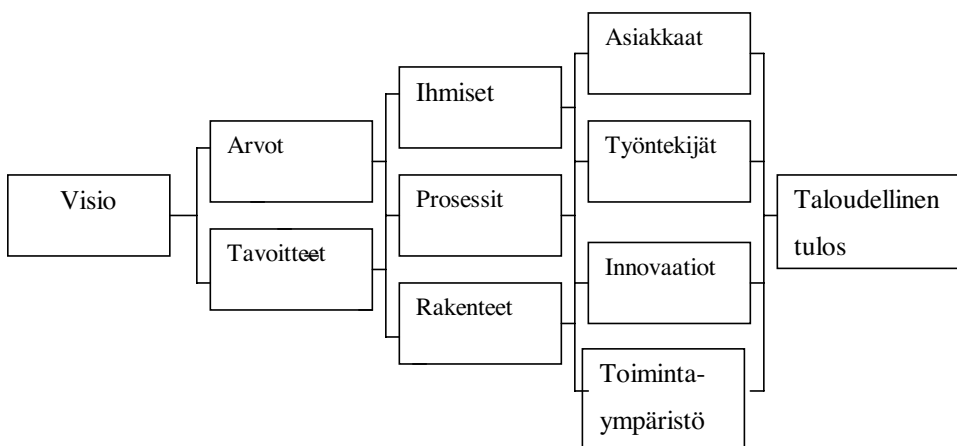 Visio
Arvot
Tavoitteet
Ihmiset
Prosessit
Rakenteet
Asiakkaat
Työntekijät
Innovaatiot
Toiminta-
ympäristö
Taloudellinen
tulos